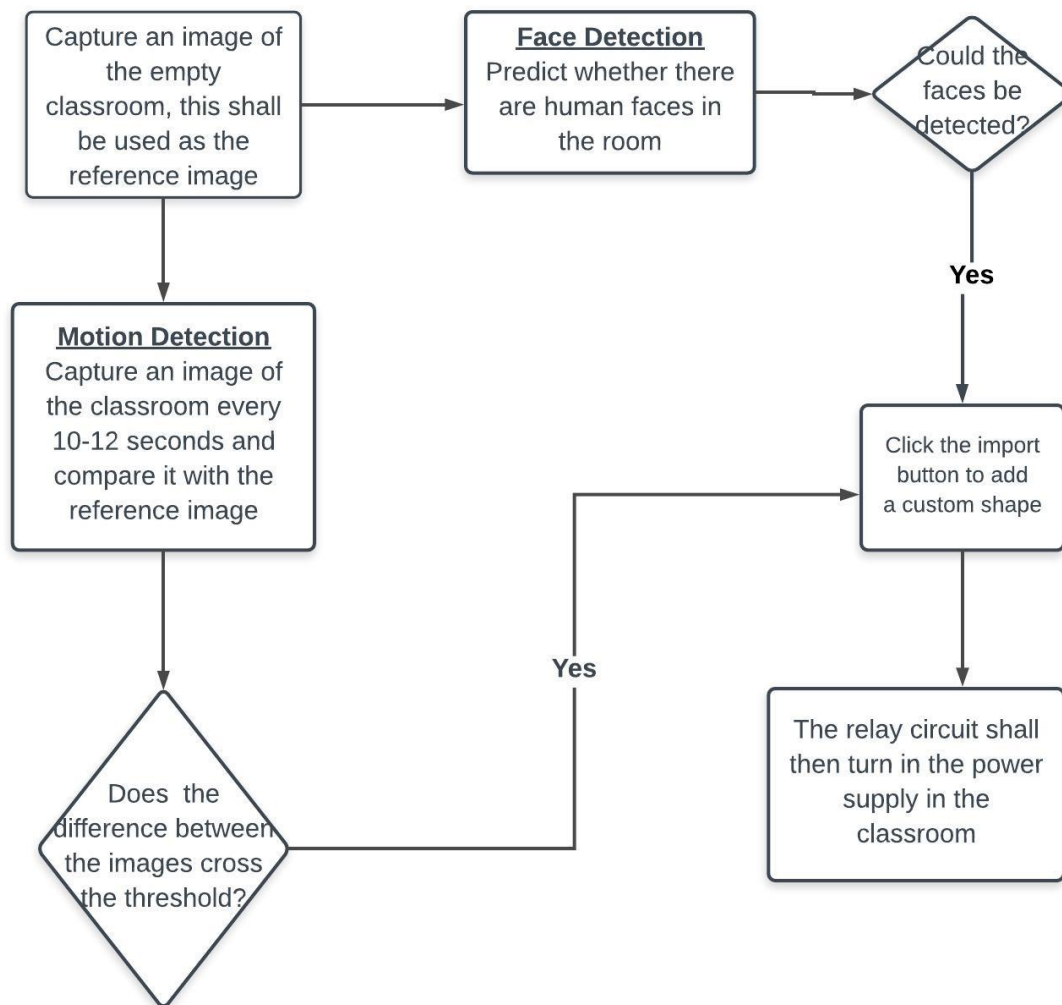 Capture an image of
the empty
classroom, this shall
be used as the
reference image
Face Detection
Predict whether there
are human faces in
the room
Could the
faces be
detected?
Yes
Motion Detection
Capture an image of
the classroom every
10-12 seconds and
compare it with the
reference image
Click the import
button to add
a custom shape
Yes
The relay circuit shall
then turn in the power
supply in the
classroom
Does the
difference between
the images cross
the threshold?